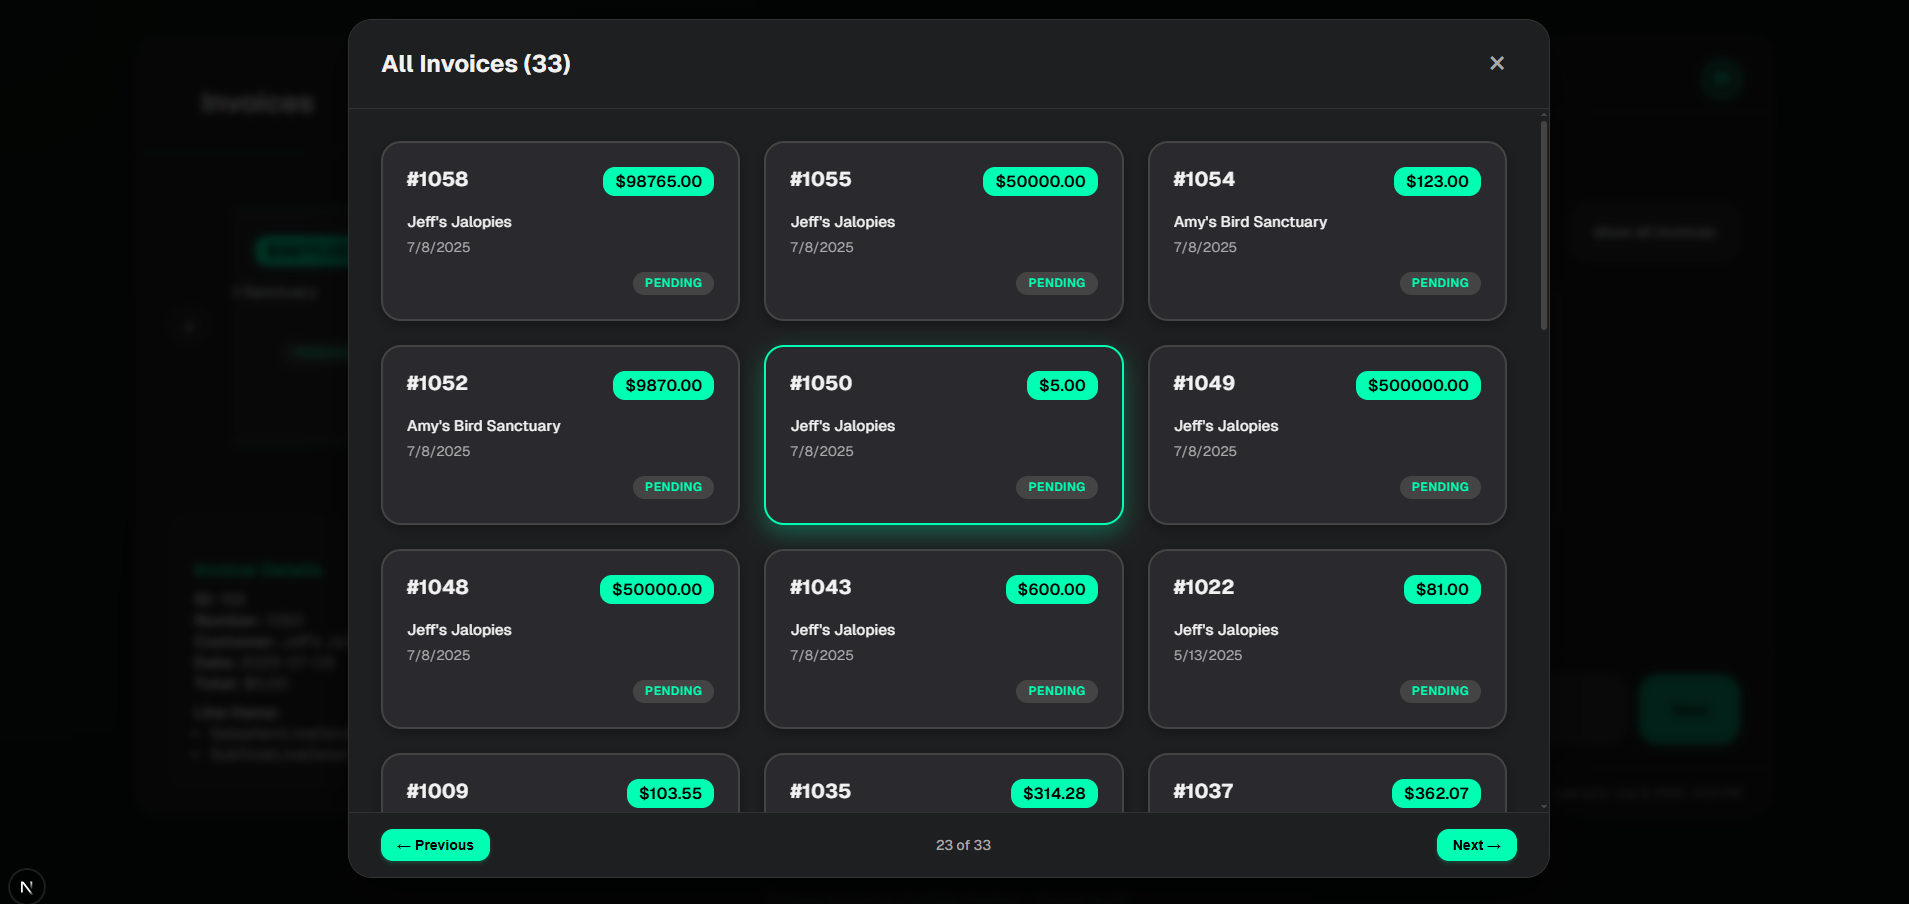 All Invoices (33)
×
Invoices
#1058
$98765.00
Jeff's Jalopies
7/8/2025
PENDING
#1055
$50000.00
Jeff's Jalopies
7/8/2025
PENDING
#1054
$123.00
Amy's Bird Sanctuary
7/8/2025
PENDING
#1052
$9870.00
Amy's Bird Sanctuary
7/8/2025
PENDING
#1050
$5.00
Jeff's Jalopies
7/8/2025
PENDING
#1049
$500000.00
Jeff's Jalopies
7/8/2025
PENDING
#1048
$50000.00
Jeff's Jalopies
7/8/2025
PENDING
#1043
$600.00
Jeff's Jalopies
7/8/2025
PENDING
#1022
$81.00
Jeff's Jalopies
5/13/2025
PENDING
#1009
$103.55
#1035
$314.28
#1037
$362.07
← Previous
23 of 33
Next →
Invoice Details
N